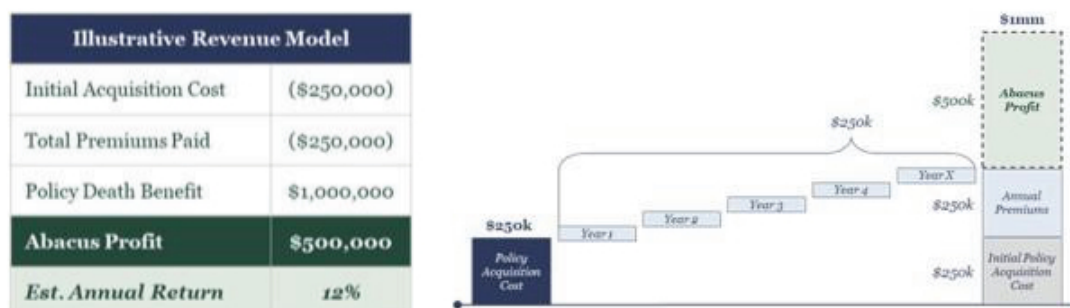 Illustrative Revenue Model
Initial Acquisition Cost ($250,000)
Total Premiums Paid ($250,000)
Policy Death Benefit $1,000,000
Abacus Profit $500,000
Est. Annual Return 12%
$1mm
$500k
Abacus
Profit
$250k
Year 1
Year 2
Year 3
Year 4
Year X
$250k
Annual
Premiums
$250k
Policy
Acquisition
Cost
$250k
Initial Policy
Acquisition
Cost